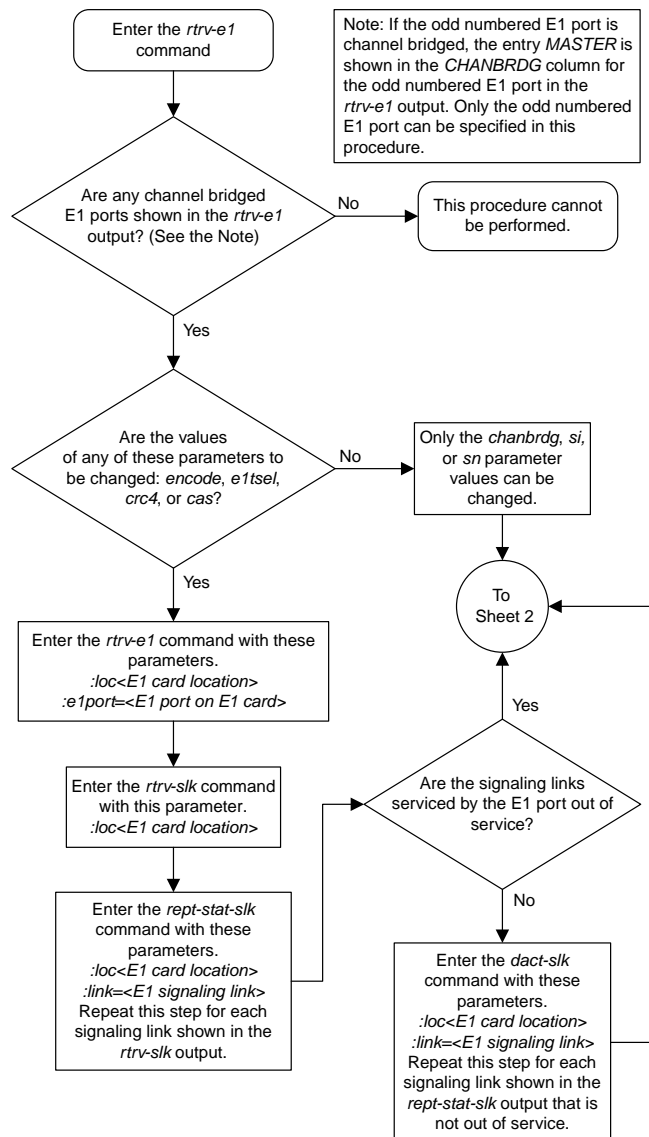 Enter the rtrv-e1
command
Note: If the odd numbered E1 port is
channel bridged, the entry MASTER is
shown in the CHANBRDG column for
the odd numbered E1 port in the
rtrv-e1 output. Only the odd numbered
E1 port can be specified in this
procedure.
Are any channel bridged
E1 ports shown in the rtrv-e1
output? (See the Note)
No
This procedure cannot
be performed.
Yes
Are the values
of any of these parameters to
be changed: encode, e1tsel,
crc4, or cas?
No
Only the chanbrdg, si,
or sn parameter
values can be
changed.
Yes
To
Sheet 2
Enter the rtrv-e1 command with these
parameters.
:loc<E1 card location>
:e1port=<E1 port on E1 card>
Enter the rtrv-slk command
with this parameter.
:loc<E1 card location>
Enter the rept-stat-slk
command with these
parameters.
:loc<E1 card location>
:link=<E1 signaling link>
Repeat this step for each
signaling link shown in the
rtrv-slk output.
Yes
Are the signaling links
serviced by the E1 port out of
service?
No
Enter the dact-slk
command with these
parameters.
:loc<E1 card location>
:link=<E1 signaling link>
Repeat this step for each
signaling link shown in the
rept-stat-slk output that is
not out of service.